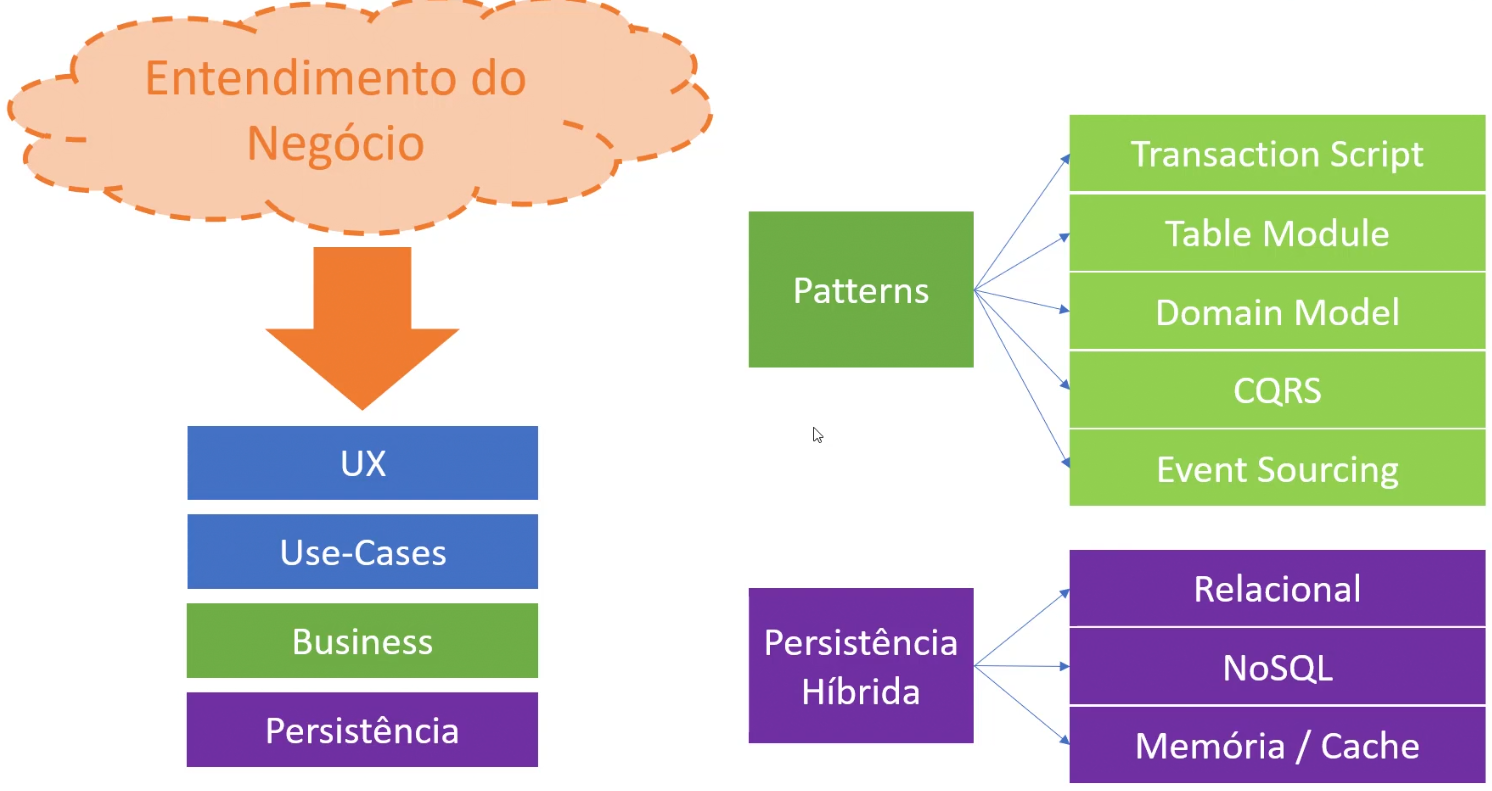 Entendimento do
Negócio
UX
Use-Cases
Business
Persistência
Patterns
Transaction Script
Table Module
Domain Model
CQRS
Event Sourcing
Persistência
Híbrida
Relacional
NoSQL
Memória / Cache